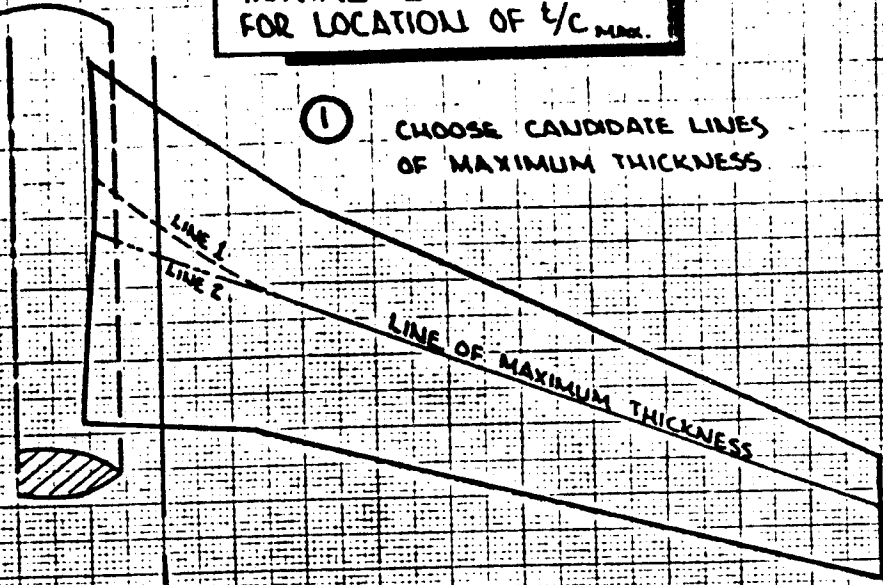 FOR LOCATION OF t/c MAX.
1
CHOOSE CANDIDATE LINES
OF MAXIMUM THICKNESS
LINE 1
LINE 2
LINE OF MAXIMUM THICKNESS